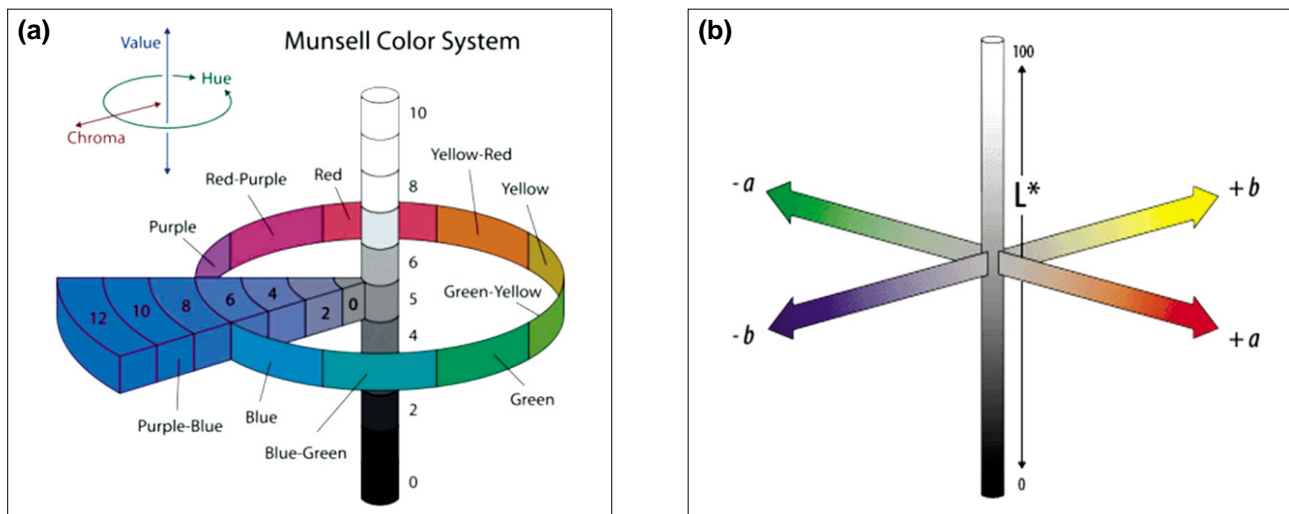 (a)
Munsell Color System
Value
Hue
Chroma
10
Yellow-Red
Red-Purple
Red
8
Yellow
Purple
6
Green-Yellow
5
12
10
8
6
4
2
0
4
2
Green
Blue
Purple-Blue
Blue-Green
0
(b)
100
-a
L*
+b
-b
+a
0